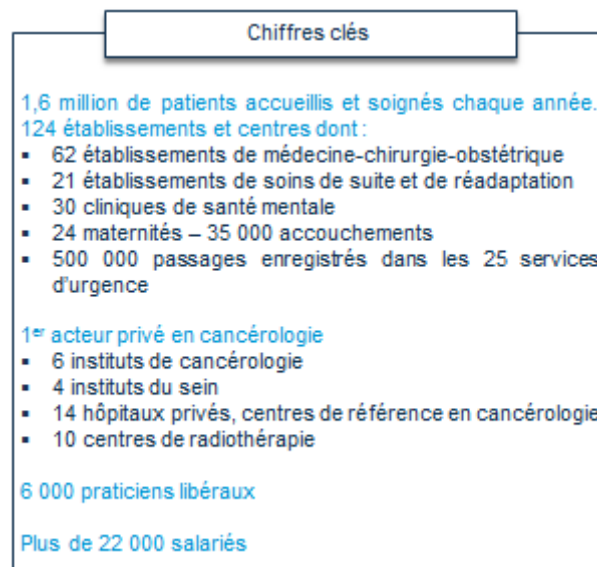 Chiffres clés
1,6 million de patients accueillis et soignés chaque année.
124 établissements et centres dont :
▪ 62 établissements de médecine-chirurgie-obstétrique
▪ 21 établissements de soins de suite et de réadaptation
▪ 30 cliniques de santé mentale
▪ 24 maternités – 35 000 accouchements
▪ 500 000 passages enregistrés dans les 25 services
d’urgence
1er acteur privé en cancérologie
▪ 6 instituts de cancérologie
▪ 4 instituts du sein
▪ 14 hôpitaux privés, centres de référence en cancérologie
▪ 10 centres de radiothérapie
6 000 praticiens libéraux
Plus de 22 000 salariés